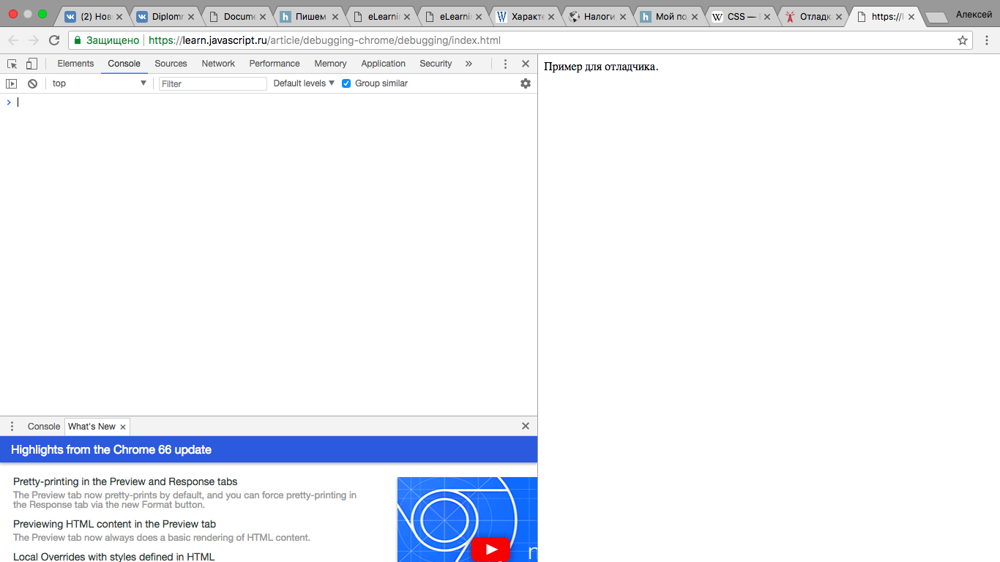 (2) Нов
Diplom
Docume
Пишем
eLearni
eLearni
Характе
Налоги
Мой по
CSS —
Отладка
https://
Алексей
Защищено https://learn.javascript.ru/article/debugging-chrome/debugging/index.html
Elements Console Sources Network Performance Memory Application Security »
top Filter Default levels Group similar
Пример для отладчика.
Console What's New
Highlights from the Chrome 66 update
Pretty-printing in the Preview and Response tabs
The Preview tab now pretty-prints by default, and you can force pretty-printing in
the Response tab via the new Format button.
Previewing HTML content in the Preview tab
The Preview tab now always does a basic rendering of HTML content.
Local Overrides with styles defined in HTML